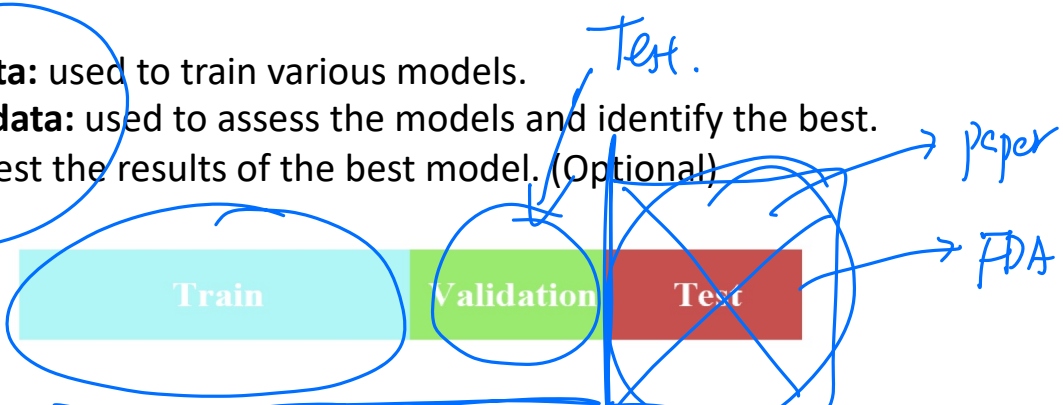 Test.
ta: used to train various models.
data: used to assess the models and identify the best.
est the results of the best model. (Optional)
paper
FDA
Train
Validation
Test